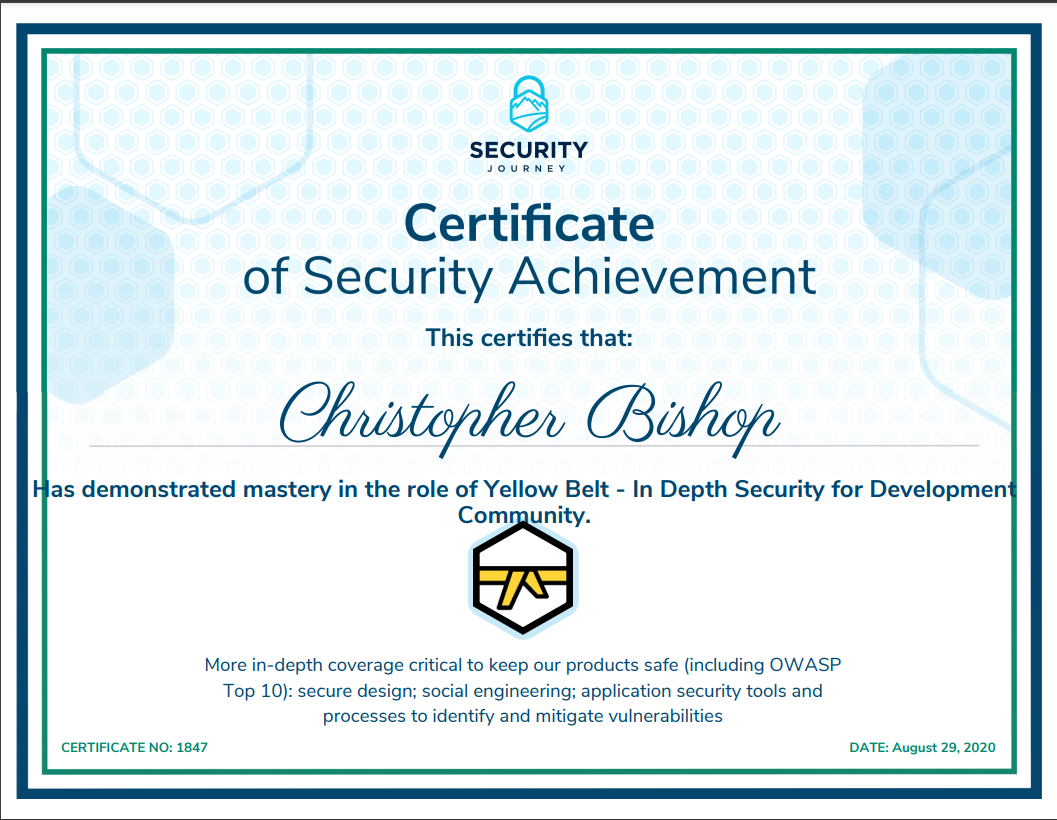 SECURITY
JOURNEY
Certificate
of Security Achievement
This certifies that:
Christopher Bishop
Has demonstrated mastery in the role of Yellow Belt - In Depth Security for Development
Community.
More in-depth coverage critical to keep our products safe (including OWASP
Top 10): secure design; social engineering; application security tools and
processes to identify and mitigate vulnerabilities
CERTIFICATE NO: 1847
DATE: August 29, 2020